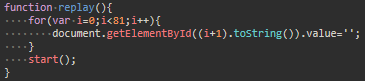 function replay(){
    for(var i=0;i<81;i++){
        document.getElementById((i+1).toString()).value='';
    }
    start();
}